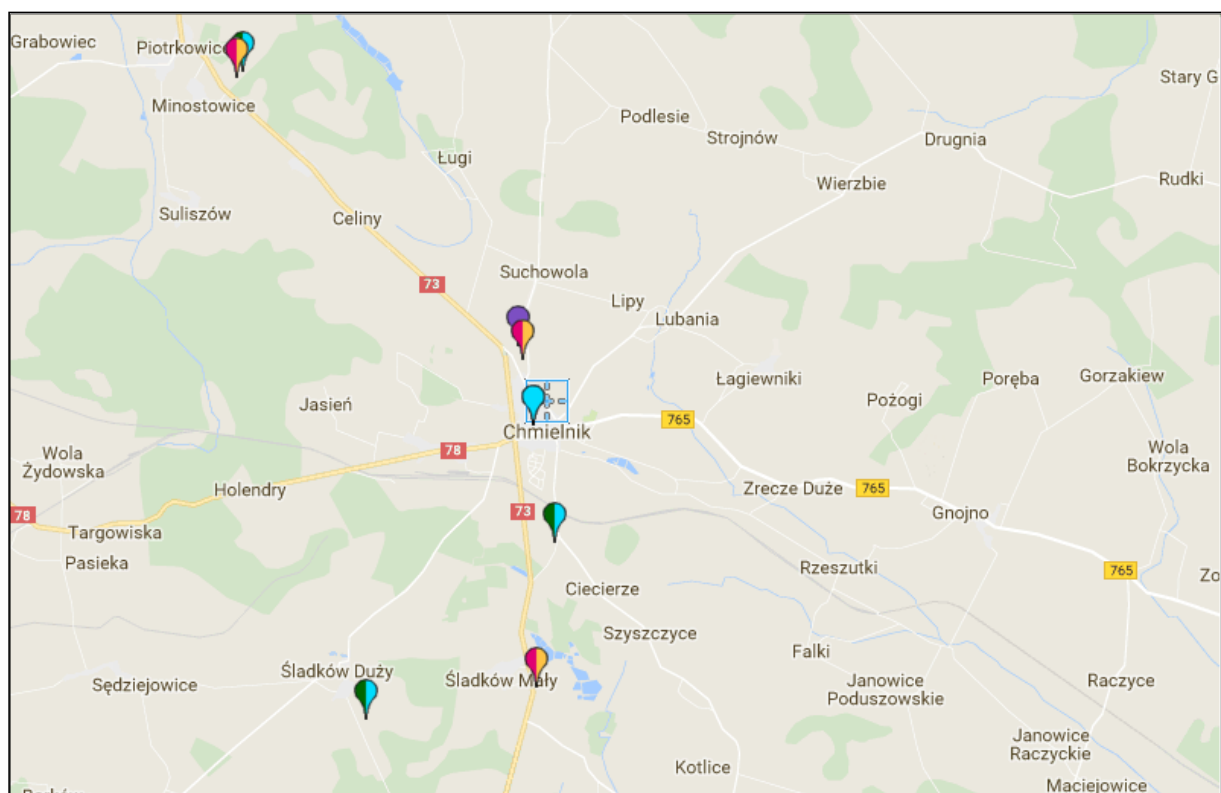 Grabowiec
Piotrkowice
Stary G
Minostowice
Podlesie
Strojnów
Drugnia
Ługi
Wierzbie
Rudki
Suliszów
Celiny
Suchowola
73
Lipy
Lubania
Łagiewniki
Poręba
Gorzakiew
Jasień
Pożogi
765
Chmielnik
78
Wola
Żydowska
Wola
Bokrzycka
Holendry
Zrecze Duże
765
78
73
Gnojno
Targowiska
Pasieka
Rzeszutki
765
Zo
Ciecierze
Szyszczyce
Falki
Śladków Duży
Śladków Mały
Sędziejowice
Janowice
Poduszowskie
Raczyce
Janowice
Raczyckie
Kotlice
Maciejowice